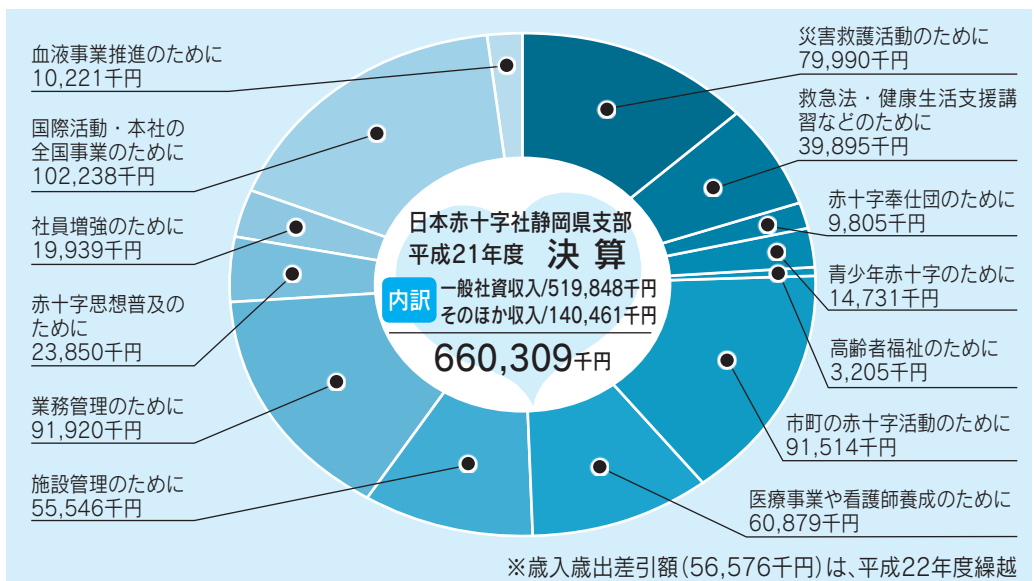 血液事業推進のために
10,221千円
国際活動・本社の
全国事業のために
102,238千円
社員増強のために
19,939千円
赤十字思想普及の
ために
23,850千円
業務管理のために
91,920千円
施設管理のために
55,546千円
日本赤十字社静岡県支部
平成21年度 決算
内訳
一般社資収入/519,848千円
そのほか収入/140,461千円
660,309千円
災害救護活動のために
79,990千円
救急法・健康生活支援講
習などのために
39,895千円
赤十字奉仕団のために
9,805千円
青少年赤十字のために
14,731千円
高齢者福祉のために
3,205千円
市町の赤十字活動のために
91,514千円
医療事業や看護師養成のために
60,879千円
※歳入歳出差引額(56,576千円)は、平成22年度繰越